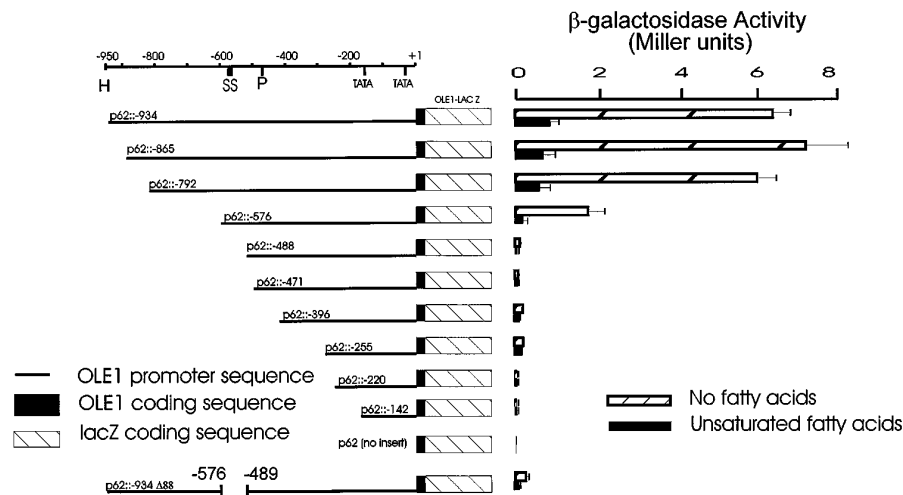 β-galactosidase Activity
(Miller units)
-950 -800 -600 -400 -200 +1
0 2 4 6 8
H SS P TATA TATA
OLE1-LAC Z
p62::-934
p62::-865
p62::-792
p62::-576
p62::-488
p62::-471
p62::-396
p62::-255
p62::-220
p62::-142
p62 (no insert)
-576 -489
p62::-934 Δ88
OLE1 promoter sequence
OLE1 coding sequence
lacZ coding sequence
No fatty acids
Unsaturated fatty acids